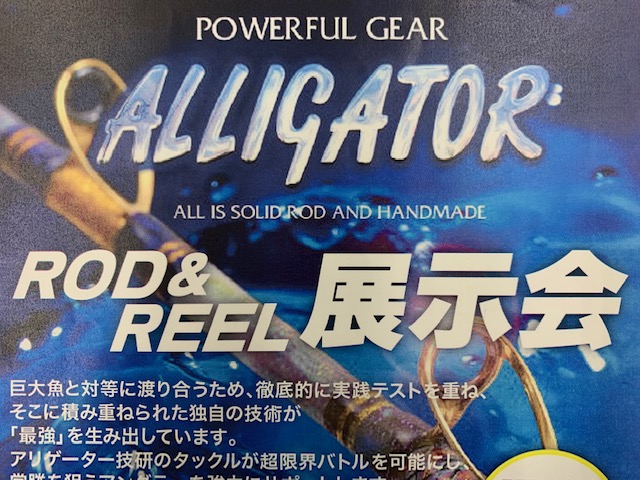 POWERFUL GEAR
ALLIGATOR
ALL IS SOLID ROD AND HANDMADE
ROD & REEL 展示会
巨大魚と対等に渡り合うため、徹底的に実践テストを重ね、
そこに積み重ねられた独自の技術が
「最強」を生み出しています。
アリゲーター技研のタックルが超限界バトルを可能にし、